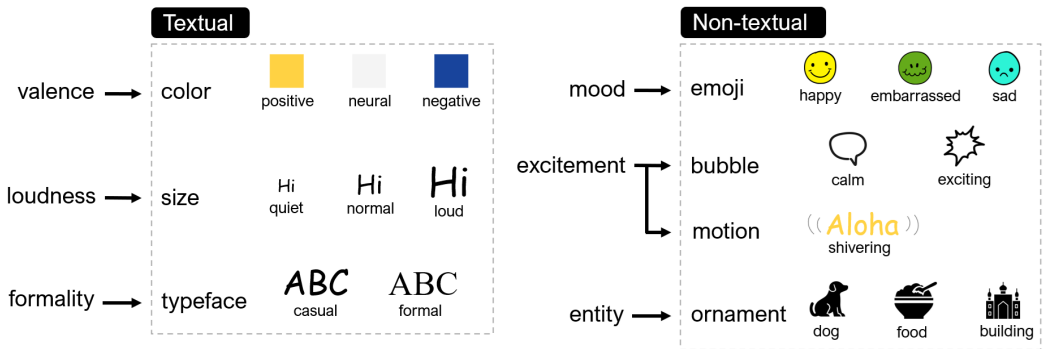 Textual
valence
color
positive
neural
negative
loudness
size
Hi
Hi
Hi
quiet
normal
loud
formality
typeface
ABC
ABC
casual
formal
Non-textual
mood
emoji
happy
embarrassed
sad
excitement
bubble
calm
exciting
motion
Aloha
shivering
entity
ornament
dog
food
building